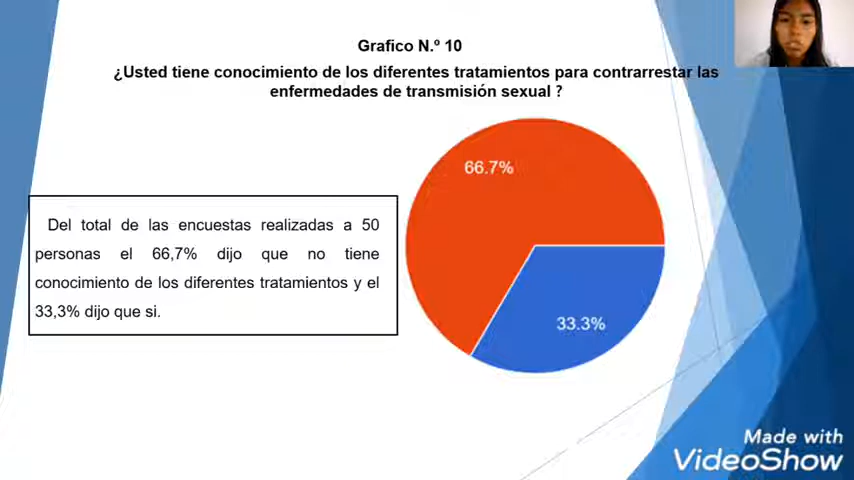 Grafico N.º 10
¿Usted tiene conocimiento de los diferentes tratamientos para contrarrestar las
enfermedades de transmisión sexual ?
66.7%
Del total de las encuestas realizadas a 50
personas el 66,7% dijo que no tiene
conocimiento de los diferentes tratamientos y el
33,3% dijo que si.
33.3%
Made with
VideoShow